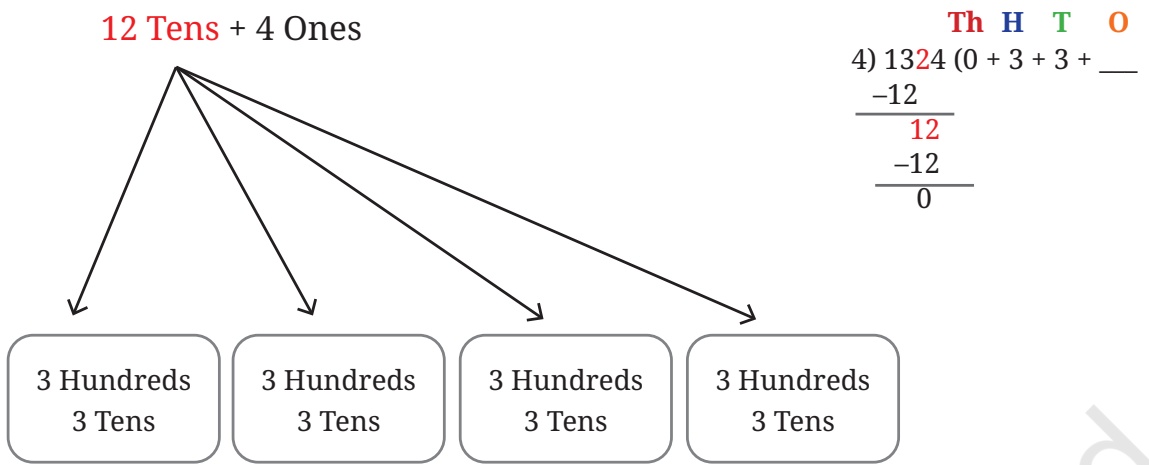 12 Tens + 4 Ones
Th H T O
4) 1324 (0 + 3 + 3 + ___
–12
12
–12
0
3 Hundreds
3 Tens
3 Hundreds
3 Tens
3 Hundreds
3 Tens
3 Hundreds
3 Tens
d